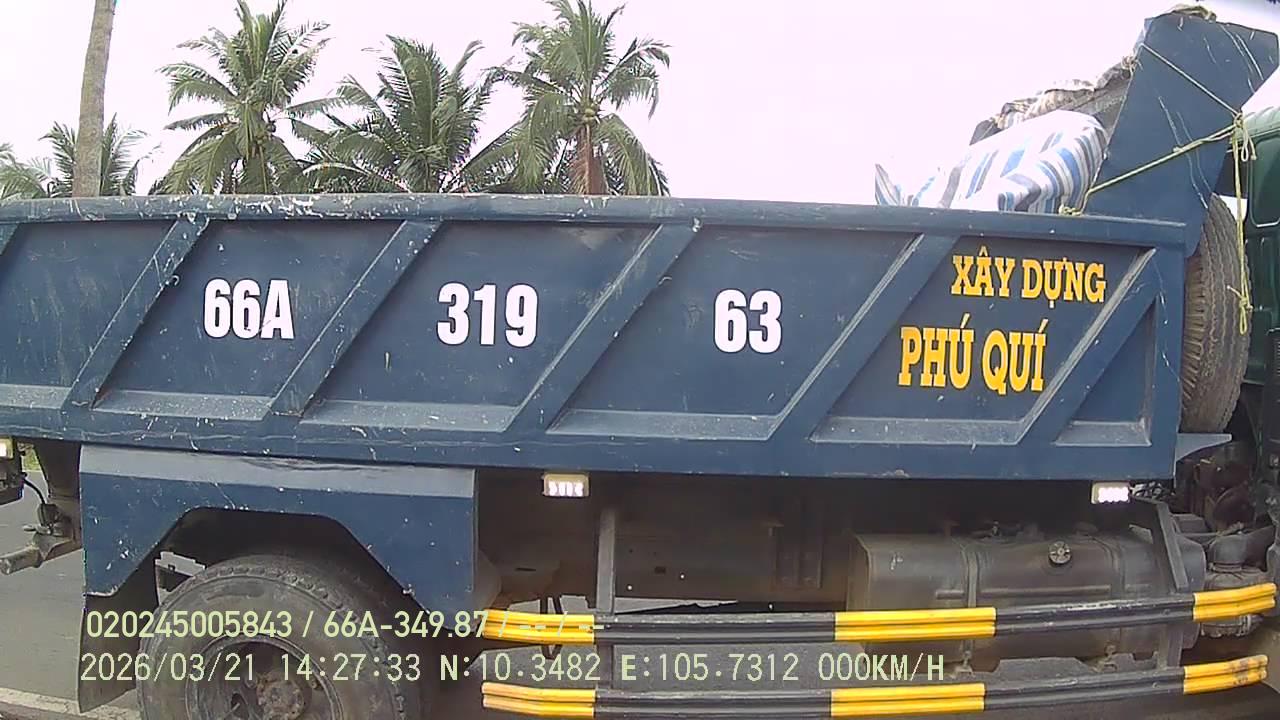 66A 319 63
XÂY DỰNG
PHÚ QUÍ
020245005843 / 66A-349.87 / -- / --
2026/03/21 14:27:33 N:10.3482 E:105.7312 000KM/H